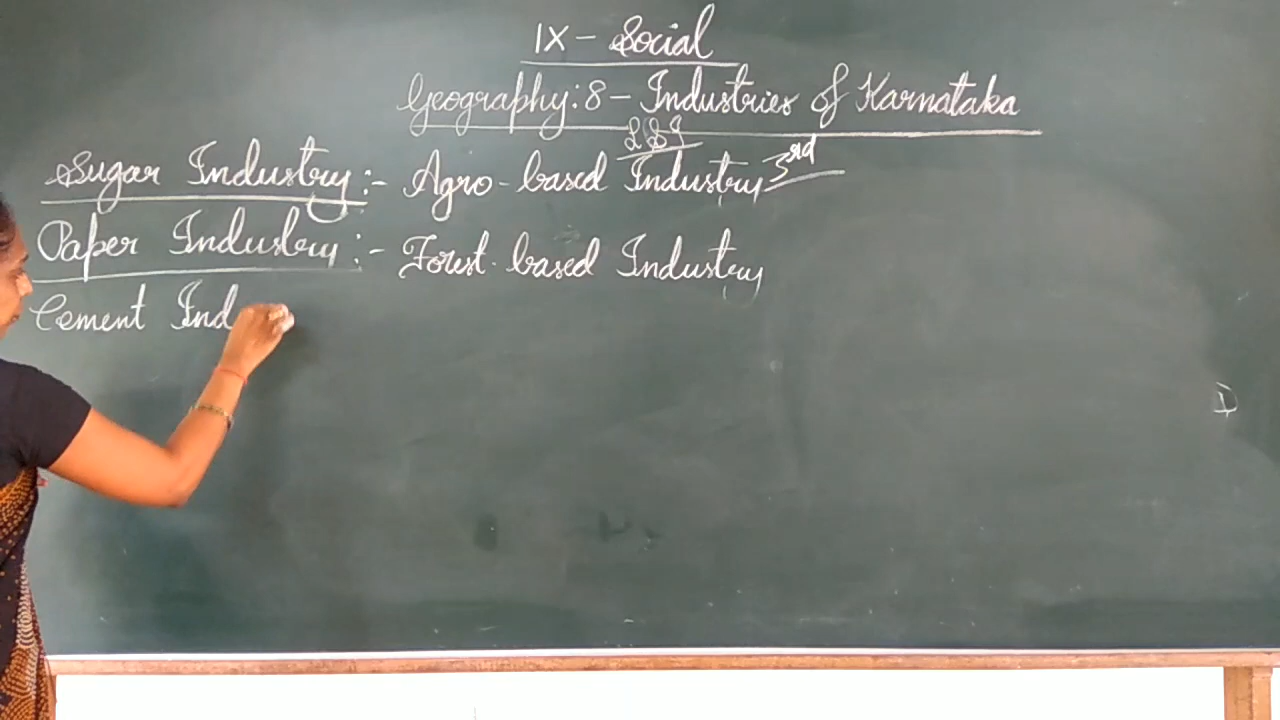 IX - Social
Geography: 8 - Industries of Karnataka
Sugar Industry :- Agro-based Industry 3rd
Paper Industry :- Forest-based Industry
Cement Ind